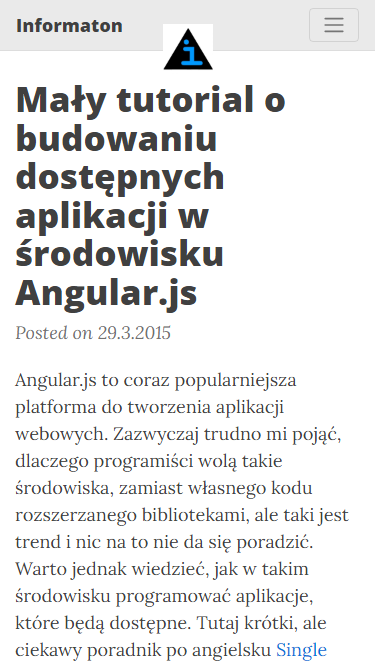 Informaton
i
Mały tutorial o
budowaniu
dostępnych
aplikacji w
środowisku
Angular.js
Posted on 29.3.2015
Angular.js to coraz popularniejsza
platforma do tworzenia aplikacji
webowych. Zazwyczaj trudno mi pojąć,
dlaczego programiści wolą takie
środowiska, zamiast własnego kodu
rozszerzanego bibliotekami, ale taki jest
trend i nic na to nie da się poradzić.
Warto jednak wiedzieć, jak w takim
środowisku programować aplikacje,
które będą dostępne. Tutaj krótki, ale
ciekawy poradnik po angielsku Single